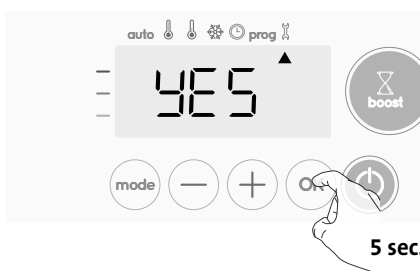 auto prog
YES
boost
mode − + OK
5 sec.